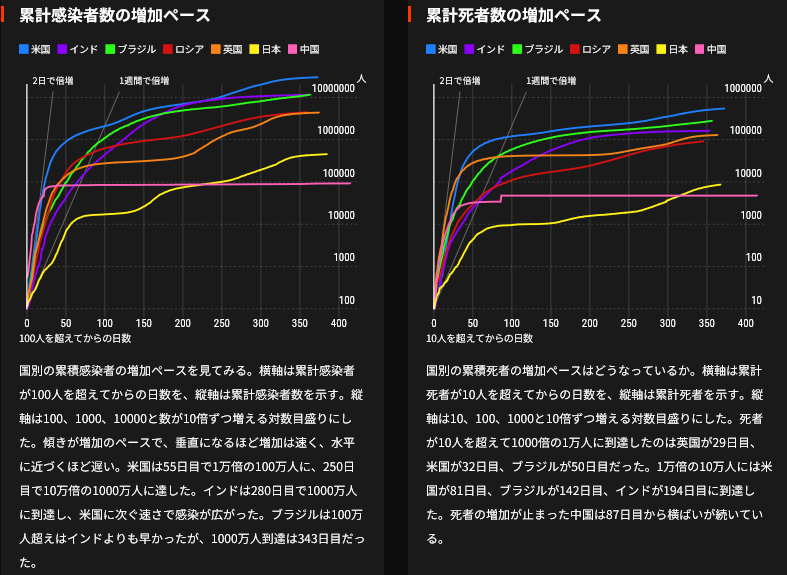 累計感染者数の増加ペース
米国 インド ブラジル ロシア 英国 日本 中国
2日で倍増 1週間で倍増 人
10000000
1000000
100000
10000
1000
100
0 50 100 150 200 250 300 350 400
100人を超えてからの日数
国別の累積感染者の増加ペースを見てみる。横軸は累計感染者
が100人を超えてからの日数を、縦軸は累計感染者数を示す。縦
軸は100、1000、10000と数が10倍ずつ増える対数目盛りにし
た。傾きが増加のペースで、垂直になるほど増加は速く、水平
に近づくほど遅い。米国は55日目で1万倍の100万人に、250日
目で10万倍の1000万人に達した。インドは280日目で1000万人
に到達し、米国に次ぐ速さで感染が広がった。ブラジルは100万
人超えはインドよりも早かったが、1000万人到達は343日目だっ
た。
累計死者数の増加ペース
米国 インド ブラジル ロシア 英国 日本 中国
2日で倍増 1週間で倍増 人
1000000
100000
10000
1000
100
10
0 50 100 150 200 250 300 350 400
10人を超えてからの日数
国別の累積死者の増加ペースはどうなっているか。横軸は累計
死者が10人を超えてからの日数を、縦軸は累計死者を示す。縦
軸は10、100、1000と10倍ずつ増える対数目盛りにした。死者
が10人を超えて1000倍の1万人に到達したのは英国が29日目、
米国が32日目、ブラジルが50日目だった。1万倍の10万人には米
国が81日目、ブラジルが142日目、インドが194日目に到達し
た。死者の増加が止まった中国は87日目から横ばいが続いてい
る。